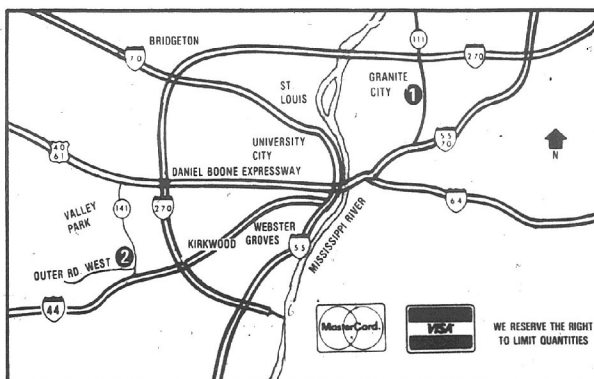 BRIDGETON
111
70
270
ST
LOUIS
GRANITE
CITY
1
55
70
N
UNIVERSITY
CITY
40
61
DANIEL BOONE EXPRESSWAY
64
VALLEY
PARK
141
270
MISSISSIPPI RIVER
WEBSTER
GROVES
KIRKWOOD
55
OUTER RD. WEST
2
44
MasterCard.
VISA
WE RESERVE THE RIGHT
TO LIMIT QUANTITIES